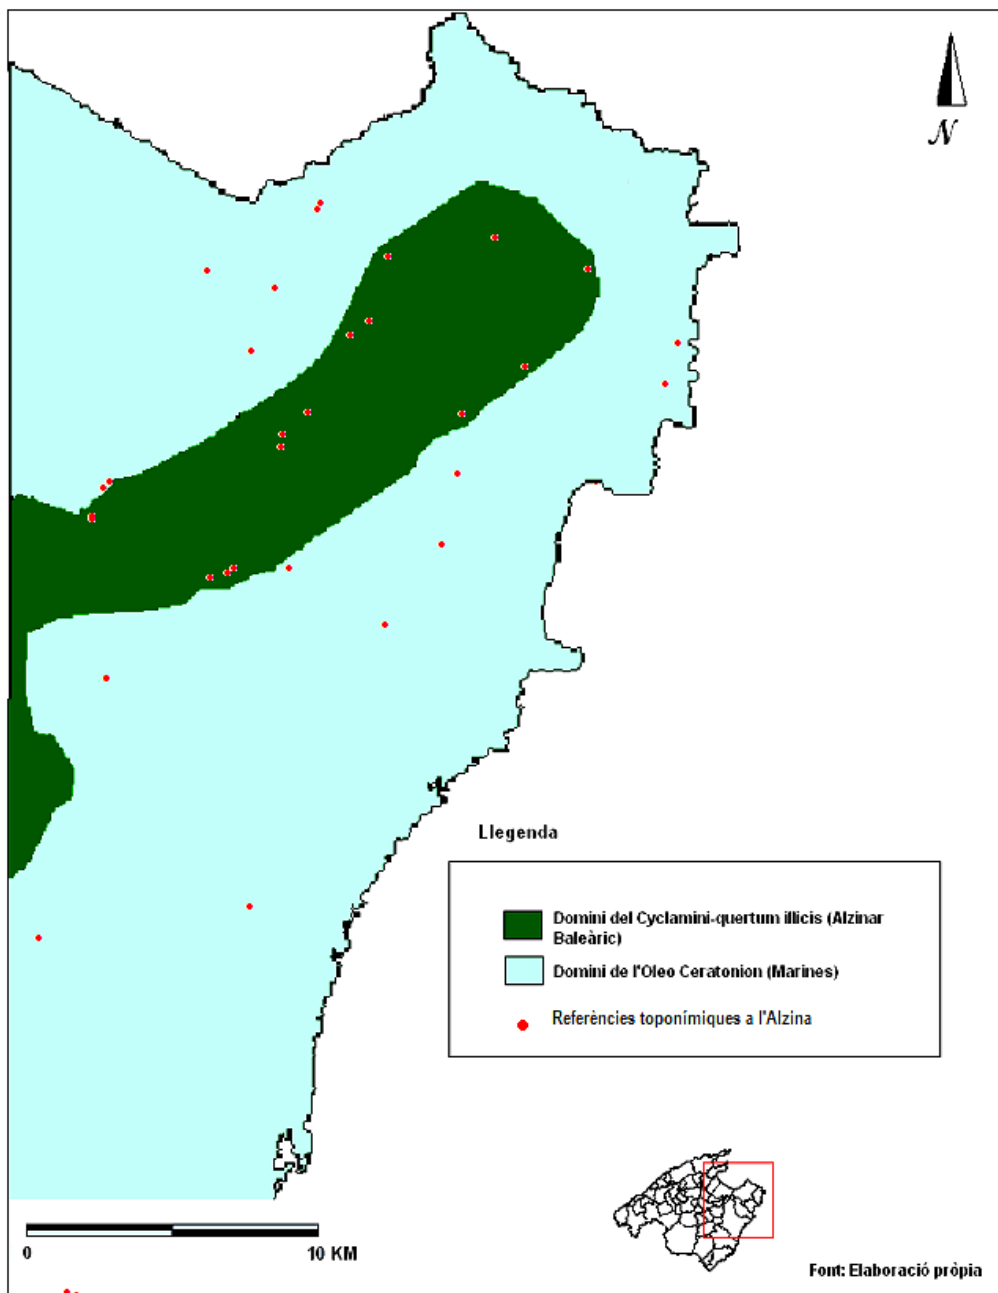 N
Llegenda
Domini del Cyclamini-quertum illicis (Alzinar
Baleàric)
Domini de l'Oleo Ceratonion (Marines)
Referències toponímiques a l'Alzina
0 10 KM
Font: Elaboració pròpia